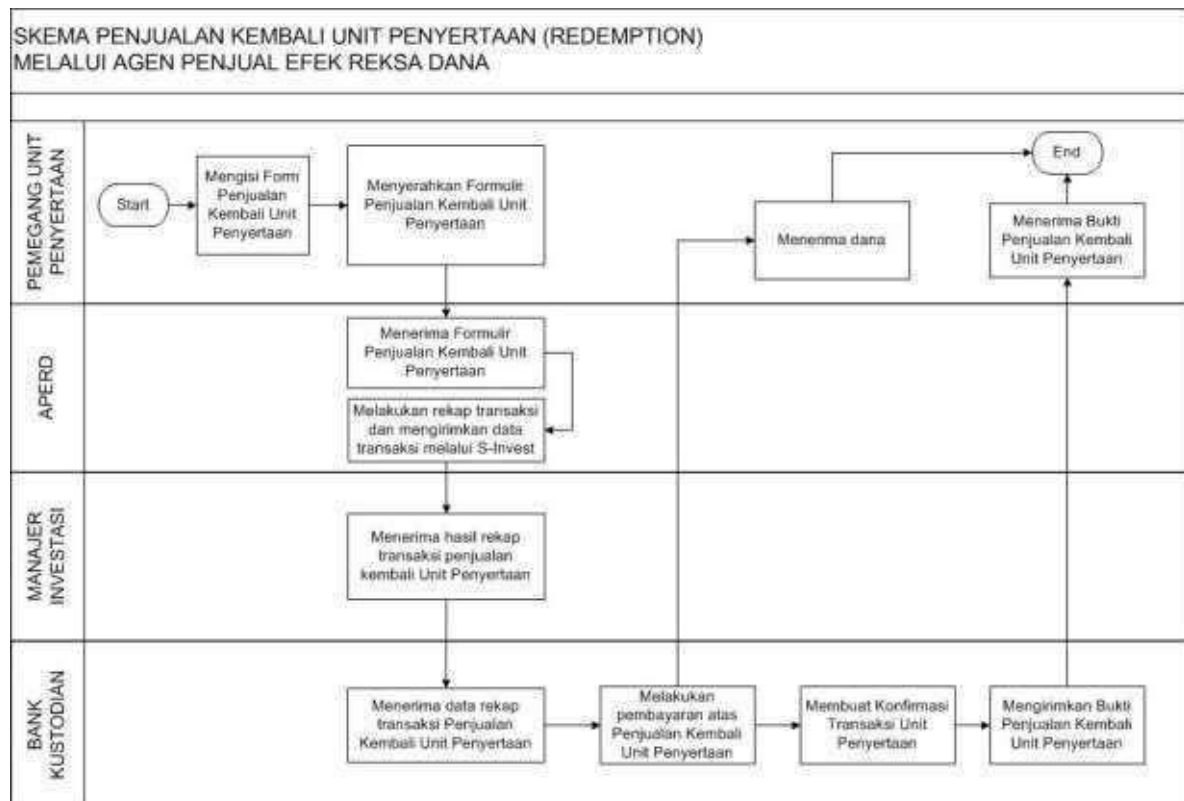 SKEMA PENJUALAN KEMBALI UNIT PENYERTAAN (REDEMPTION)
MELALUI AGEN PENJUAL EFEK REKSA DANA
PEMEGANG UNIT
PENYERTAAN
Start
Mengisi Form
Penjualan
Kembali Unit
Penyertaan
Menyerahkan Formulir
Penjualan Kembali Unit
Penyertaan
Menerima dana
End
Menerima Bukti
Penjualan Kembali
Unit Penyertaan
APERD
Menerima Formulir
Penjualan Kembali Unit
Penyertaan
Melakukan rekap transaksi
dan mengirimkan data
transaksi melalui S-Invest
MANAJER
INVESTASI
Menerima hasil rekap
transaksi penjualan
kembali Unit Penyertaan
BANK
KUSTODIAN
Menerima data rekap
transaksi Penjualan
Kembali Unit Penyertaan
Melakukan
pembayaran atas
Penjualan Kembali
Unit Penyertaan
Membuat Konfirmasi
Transaksi Unit
Penyertaan
Mengirimkan Bukti
Penjualan Kembali
Unit Penyertaan